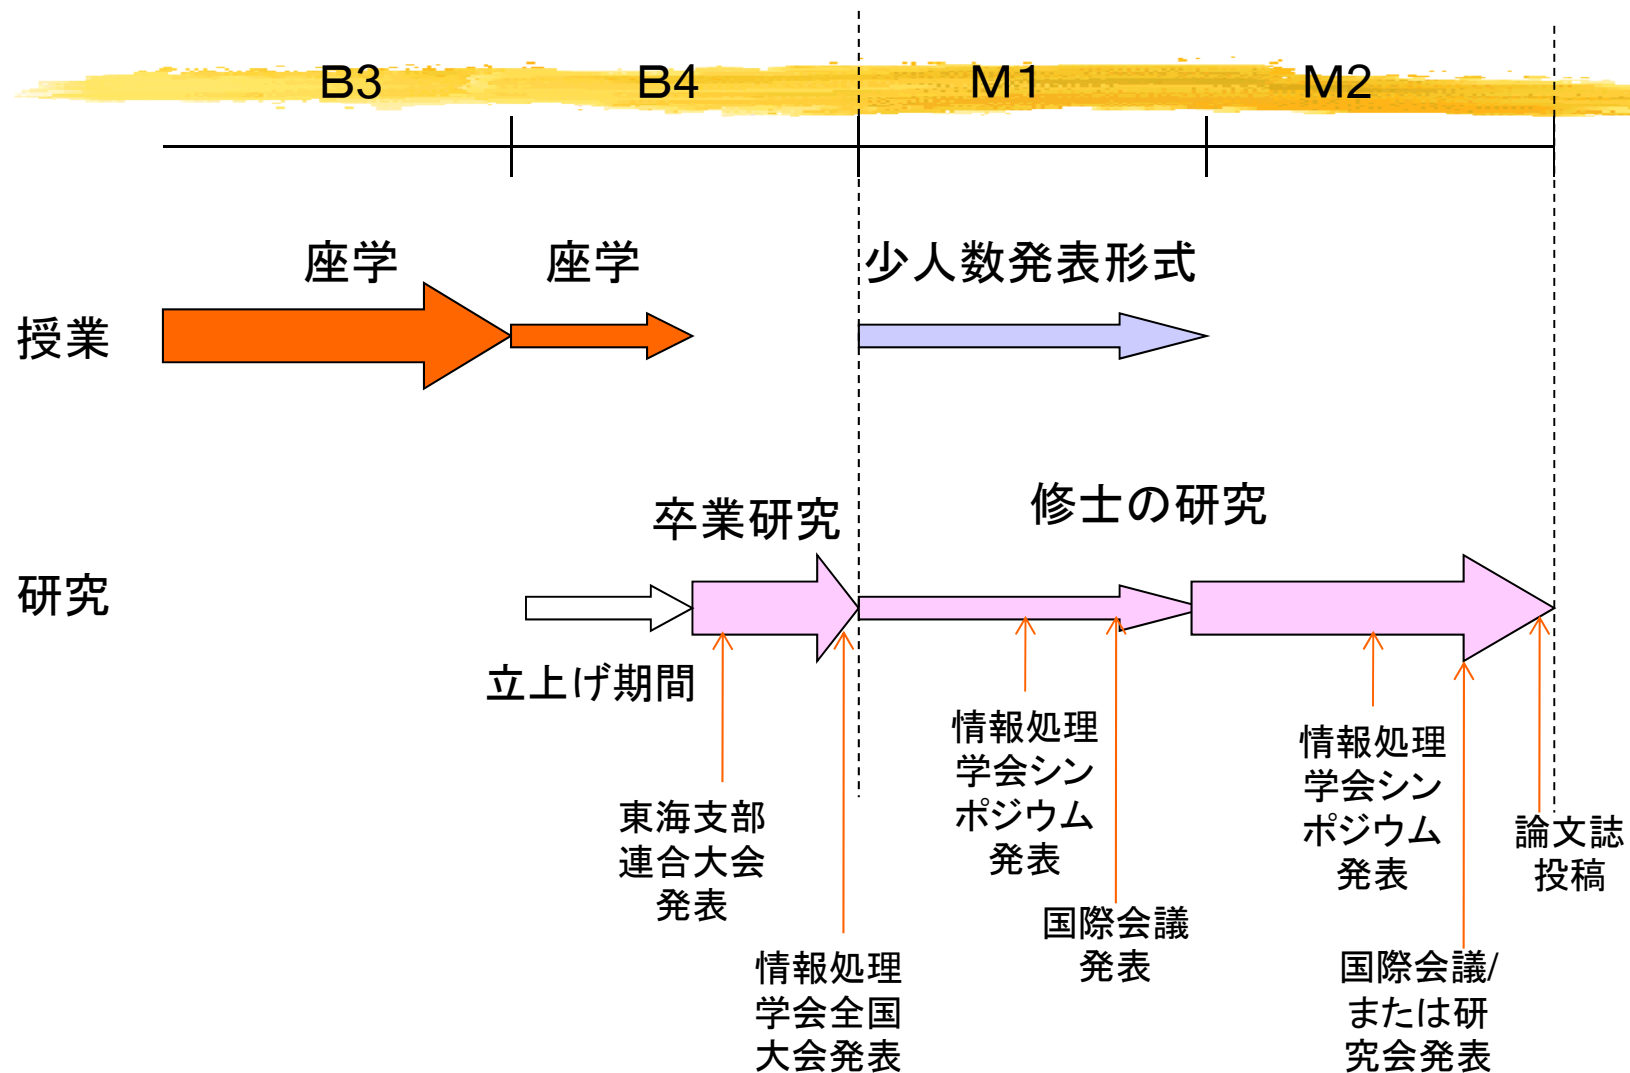 B3
B4
M1
M2
座学
座学
少人数発表形式
授業
卒業研究
修士の研究
研究
立上げ期間
東海支部
連合大会
発表
情報処理
学会全国
大会発表
情報処理
学会シン
ポジウム
発表
国際会議
発表
情報処理
学会シン
ポジウム
発表
国際会議/
または研
究会発表
論文誌
投稿